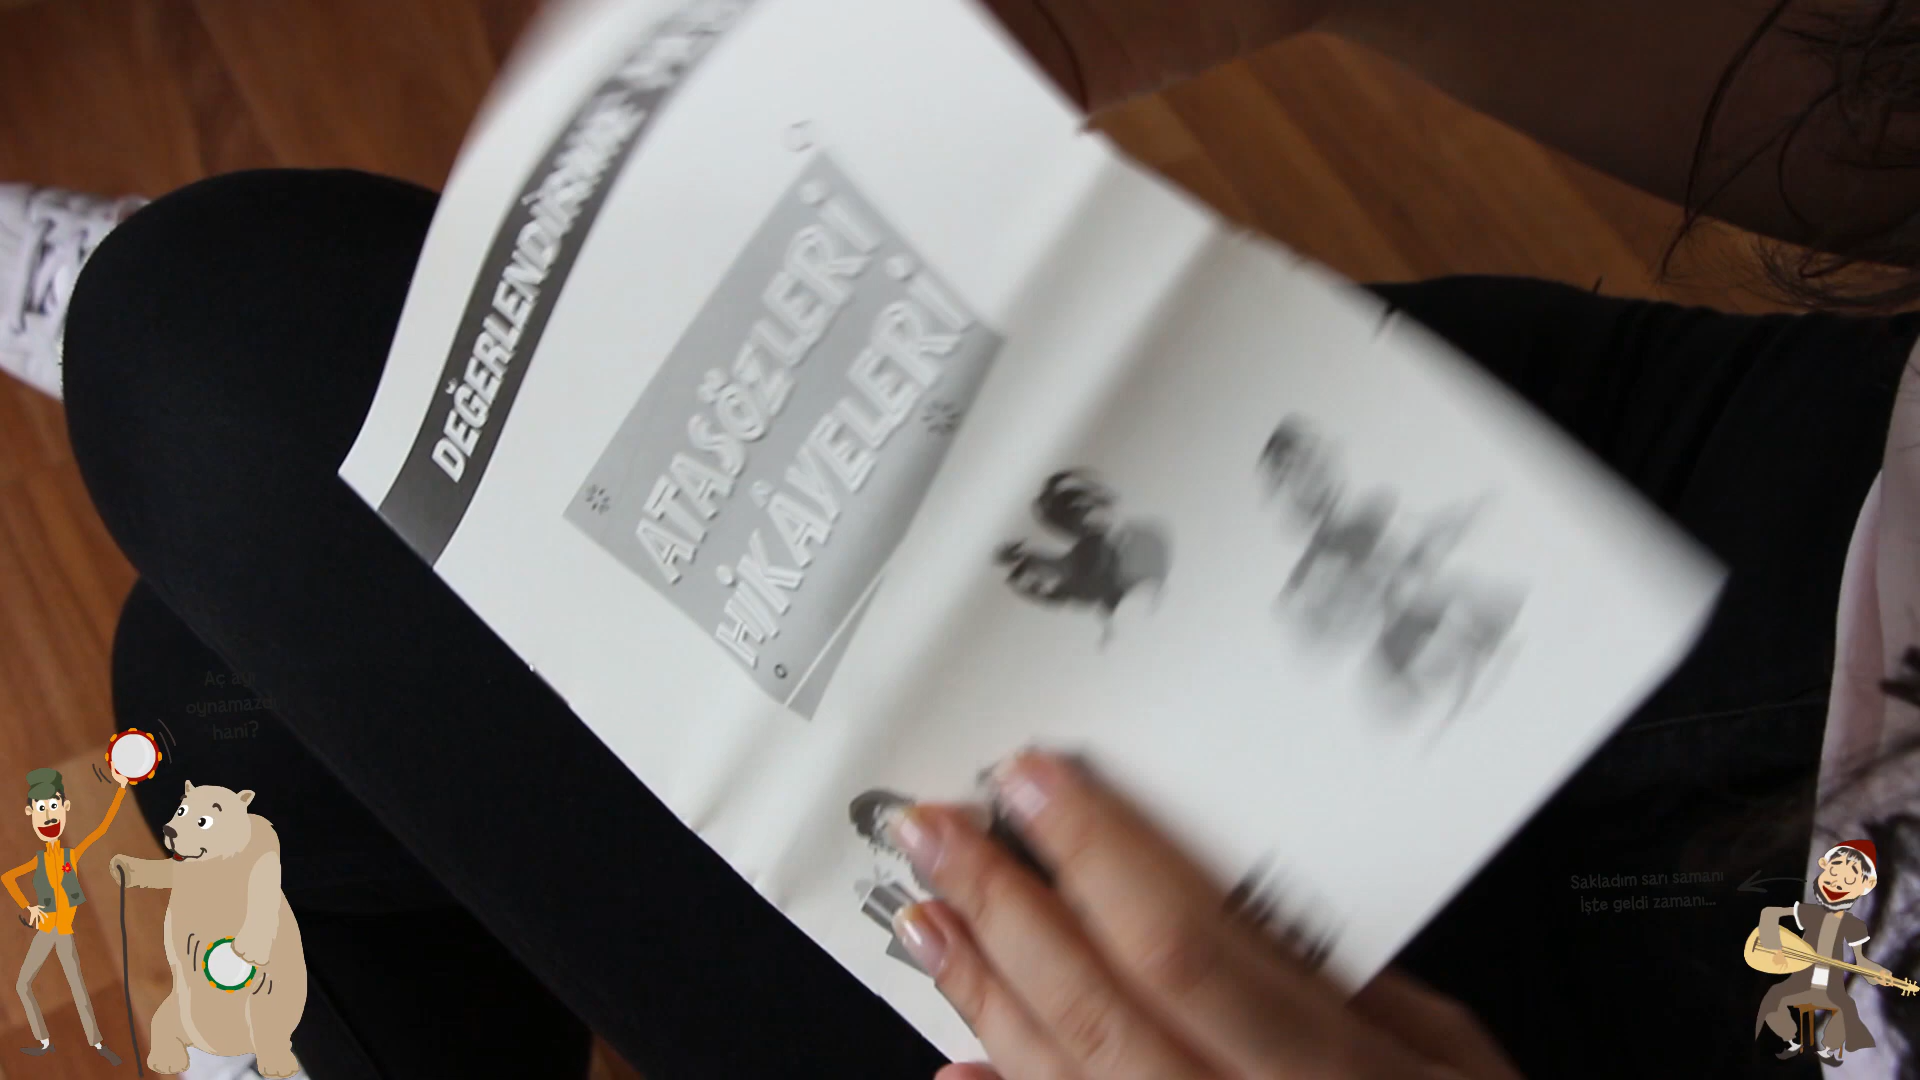 DEĞERLENDİRME
ATASÖZLERİ
HİKÂYELERİ
Aç ayı
oynamazdı
hani?
Sakladım sarı samanı
İşte geldi zamanı...